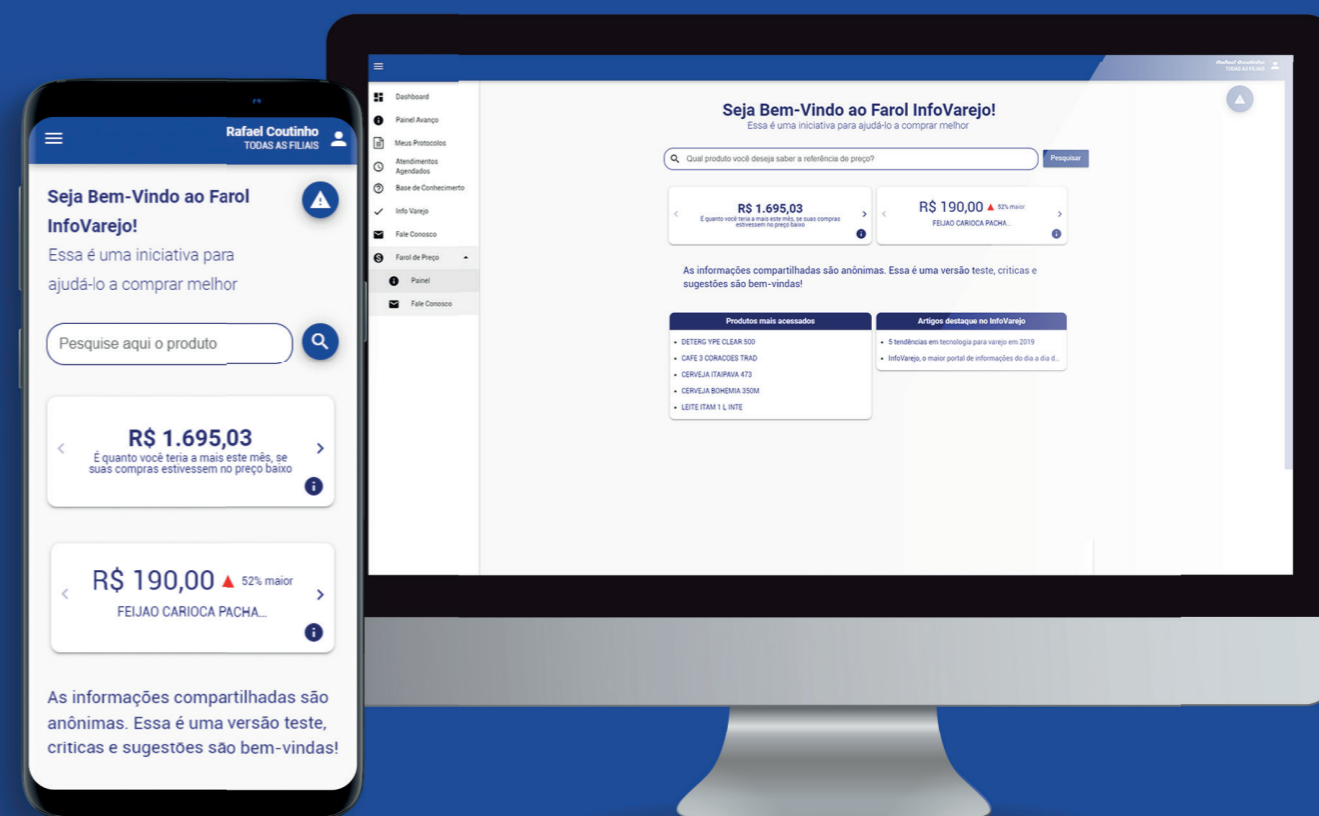 Rafael Coutinho
TODAS AS FILIAIS
Seja Bem-Vindo ao Farol
InfoVarejo!
Essa é uma iniciativa para
ajudá-lo a comprar melhor
Pesquise aqui o produto
R$ 1.695,03
É quanto você teria a mais este mês, se
suas compras estivessem no preço baixo
R$ 190,00 ▲ 52% maior
FEIJAO CARIOCA PACHA...
As informações compartilhadas são
anônimas. Essa é uma versão teste,
criticas e sugestões são bem-vindas!
Rafael Coutinho
TODAS AS FILIAIS
Dashboard
Painel Avanço
Meus Protocolos
Atendimentos
Agendados
Base de Conhecimento
Info Varejo
Fale Conosco
Farol de Preço
Painel
Fale Conosco
Seja Bem-Vindo ao Farol InfoVarejo!
Essa é uma iniciativa para ajudá-lo a comprar melhor
Qual produto você deseja saber a referência de preço?
Pesquisar
R$ 1.695,03
É quanto você teria a mais este mês, se suas compras
estivessem no preço baixo
R$ 190,00 ▲ 52% maior
FEIJAO CARIOCA PACHA...
As informações compartilhadas são anônimas. Essa é uma versão teste, criticas e
sugestões são bem-vindas!
Produtos mais acessados
• DETERG YPE CLEAR 500
• CAFE 3 CORACOES TRAD
• CERVEJA ITAIPAVA 473
• CERVEJA BOHEMIA 350M
• LEITE ITAM 1 L INTE
Artigos destaque no InfoVarejo
• 5 tendências em tecnologia para varejo em 2019
• InfoVarejo, o maior portal de informações do dia a dia d...